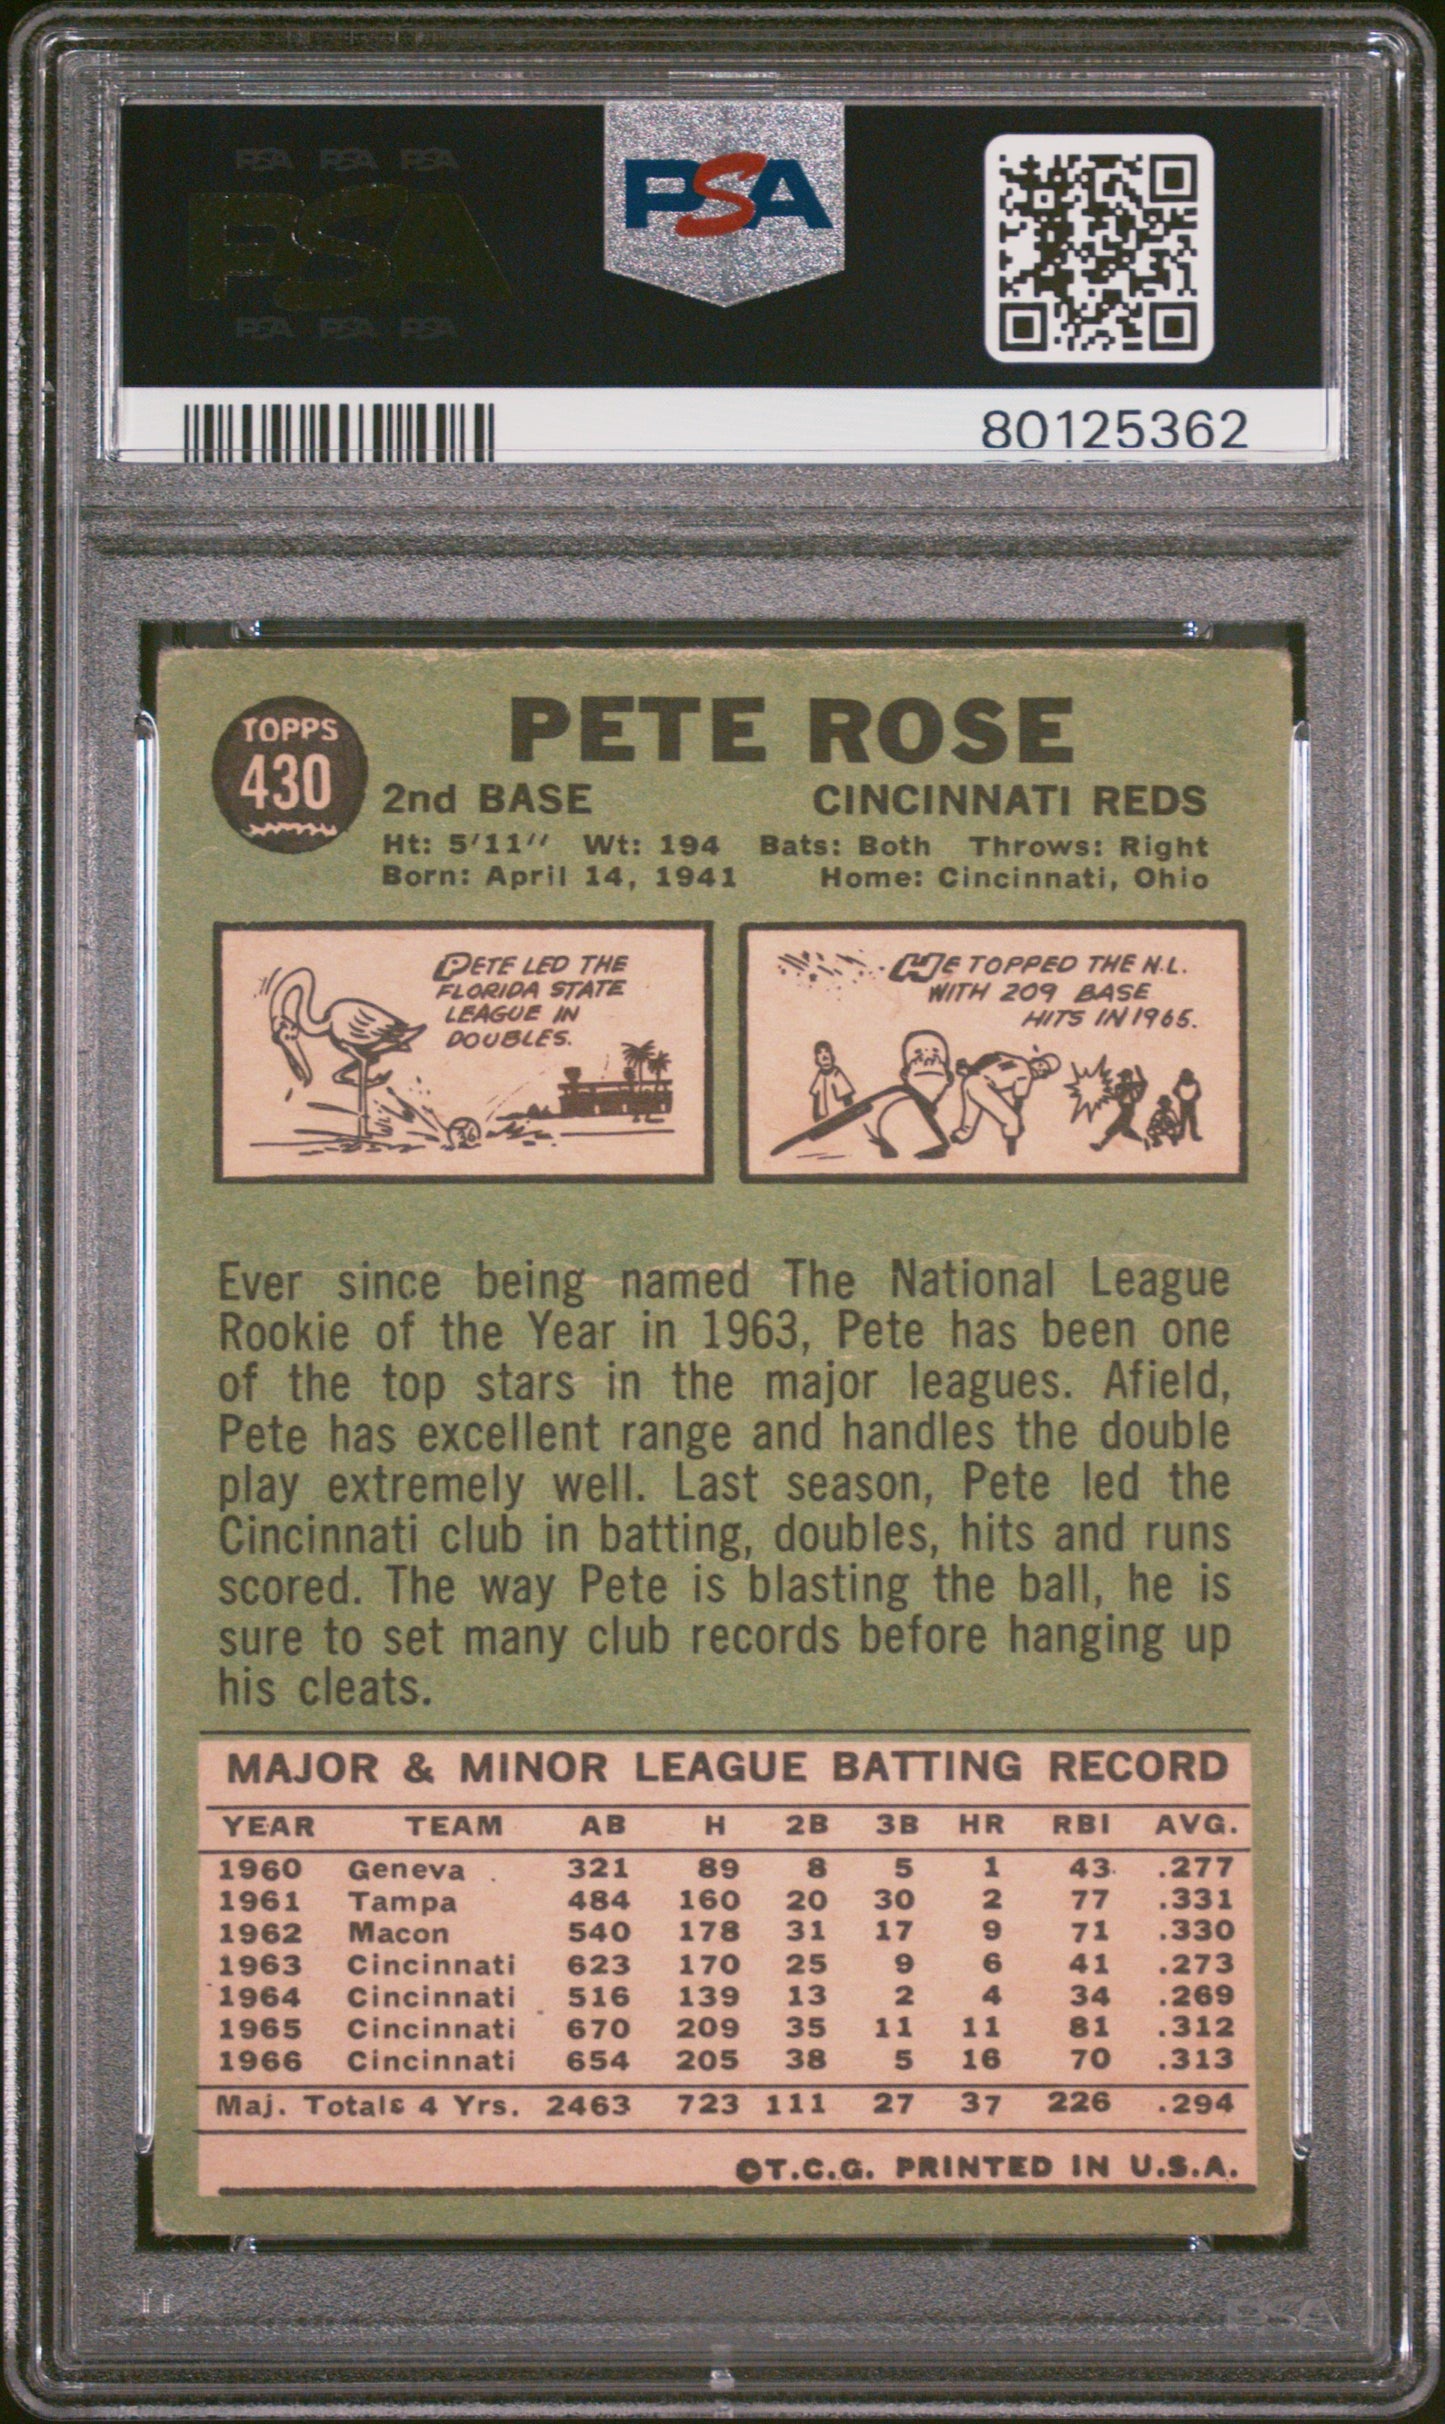 PSA PSA PSA
PSA
PSA PSA PSA
PSA
80125362
TOPPS
430
PETE ROSE
2nd BASE CINCINNATI REDS
Ht: 5'11'' Wt: 194 Bats: Both Throws: Right
Born: April 14, 1941 Home: Cincinnati, Ohio
PETE LED THE
FLORIDA STATE
LEAGUE IN
DOUBLES.
HE TOPPED THE N.L.
WITH 209 BASE
HITS IN 1965.
Ever since being named The National League
Rookie of the Year in 1963, Pete has been one
of the top stars in the major leagues. Afield,
Pete has excellent range and handles the double
play extremely well. Last season, Pete led the
Cincinnati club in batting, doubles, hits and runs
scored. The way Pete is blasting the ball, he is
sure to set many club records before hanging up
his cleats.
MAJOR & MINOR LEAGUE BATTING RECORD
YEAR TEAM AB H 2B 3B HR RBI AVG.
1960 Geneva 321 89 8 5 1 43 .277
1961 Tampa 484 160 20 30 2 77 .331
1962 Macon 540 178 31 17 9 71 .330
1963 Cincinnati 623 170 25 9 6 41 .273
1964 Cincinnati 516 139 13 2 4 34 .269
1965 Cincinnati 670 209 35 11 11 81 .312
1966 Cincinnati 654 205 38 5 16 70 .313
Maj. Totals 4 Yrs. 2463 723 111 27 37 226 .294
©T.C.G. PRINTED IN U.S.A.
PSA